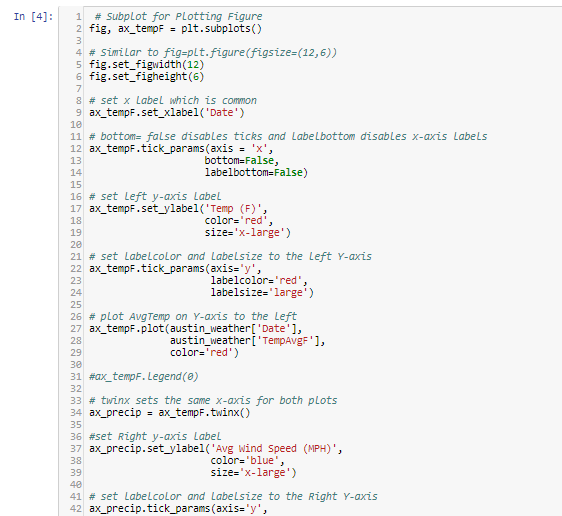 In [4]:
1 # Subplot for Plotting Figure
2 fig, ax_tempF = plt.subplots()
3
4 # Similar to fig=plt.figure(figsize=(12,6))
5 fig.set_figwidth(12)
6 fig.set_figheight(6)
7
8 # set x label which is common
9 ax_tempF.set_xlabel('Date')
10
11 # bottom= false disables ticks and labelbottom disables x-axis labels
12 ax_tempF.tick_params(axis = 'x',
13                     bottom=False,
14                     labelbottom=False)
15
16 # set left y-axis label
17 ax_tempF.set_ylabel('Temp (F)',
18                     color='red',
19                     size='x-large')
20
21 # set labelcolor and labelsize to the left Y-axis
22 ax_tempF.tick_params(axis='y',
23                      labelcolor='red',
24                      labelsize='large')
25
26 # plot AvgTemp on Y-axis to the left
27 ax_tempF.plot(austin_weather['Date'],
28               austin_weather['TempAvgF'],
29               color='red')
30
31 #ax_tempF.legend(0)
32
33 # twinx sets the same x-axis for both plots
34 ax_precip = ax_tempF.twinx()
35
36 #set Right y-axis label
37 ax_precip.set_ylabel('Avg Wind Speed (MPH)',
38                      color='blue',
39                      size='x-large')
40
41 # set labelcolor and labelsize to the Right Y-axis
42 ax_precip.tick_params(axis='y',